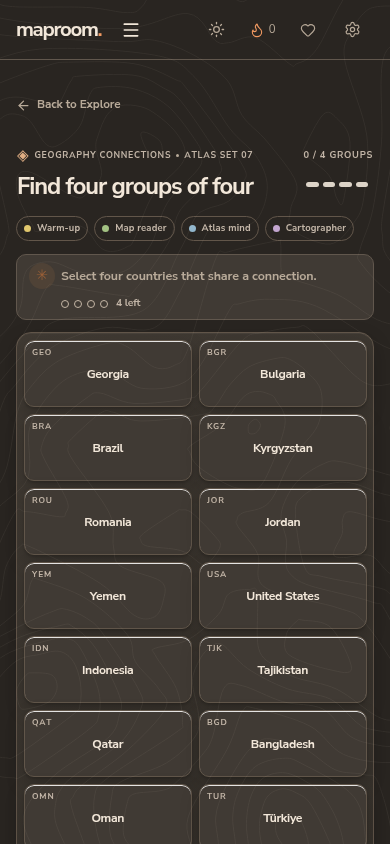 maproom.
0
Back to Explore
GEOGRAPHY CONNECTIONS • ATLAS SET 07
0 / 4 GROUPS
Find four groups of four
Warm-up
Map reader
Atlas mind
Cartographer
Select four countries that share a connection.
4 left
GEO
Georgia
BGR
Bulgaria
BRA
Brazil
KGZ
Kyrgyzstan
ROU
Romania
JOR
Jordan
YEM
Yemen
USA
United States
IDN
Indonesia
TJK
Tajikistan
QAT
Qatar
BGD
Bangladesh
OMN
Oman
TUR
Türkiye